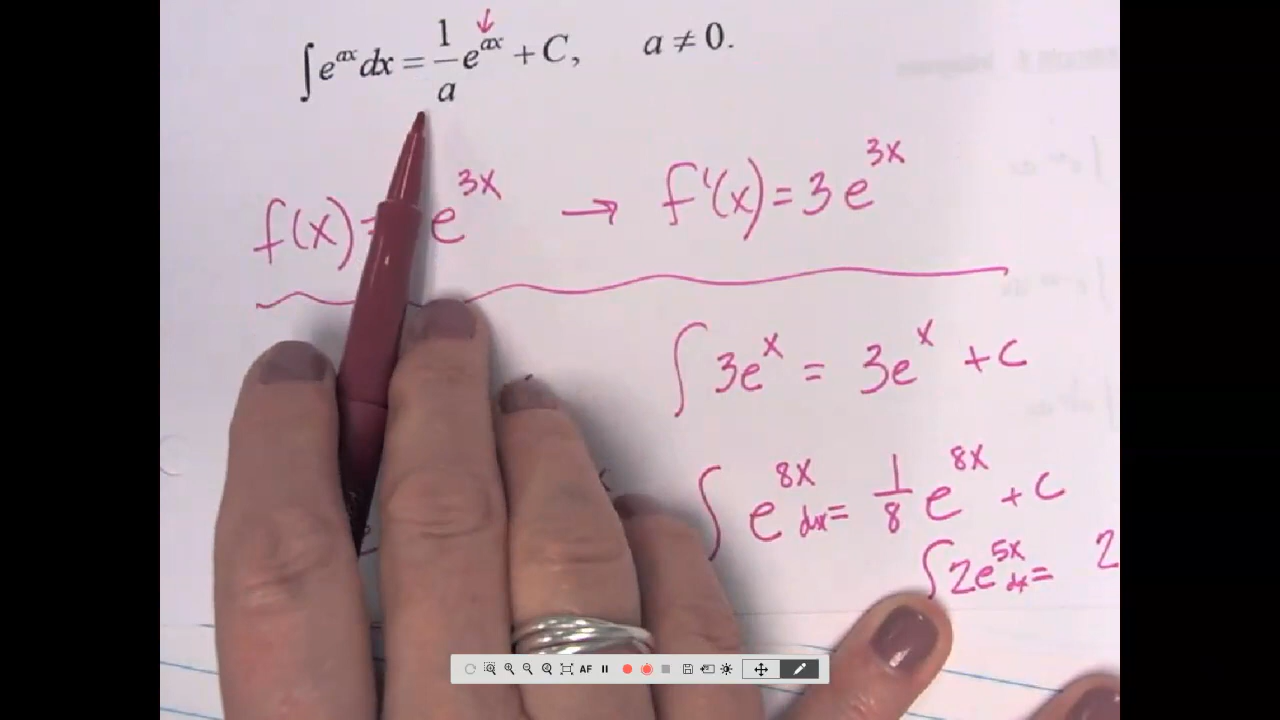 ∫ e^{ax} dx = 1/a e^{ax} + C, a ≠ 0.
f(x) = e^{3x} → f'(x) = 3e^{3x}
∫ 3e^x = 3e^x + C
∫ e^{8x} dx = 1/8 e^{8x} + C
∫ 2e^{5x} dx = 2
AF